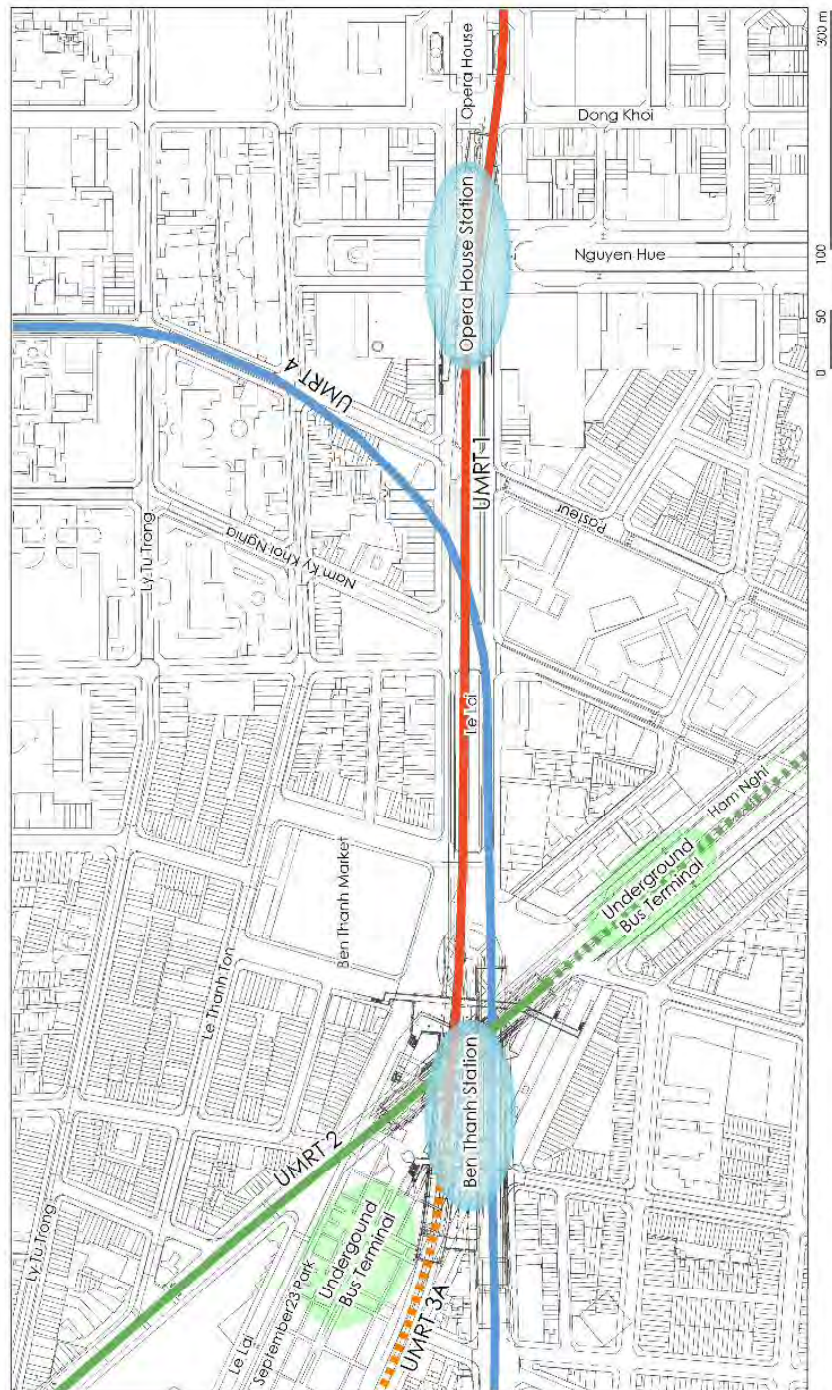 300 m
Opera House
Dong Khoi
Opera House Station
Nguyen Hue
100
50
0
UMRT 4
UMRT-1
Pasteur
Ly Tu Trong
Nam Ky Khoi Nghia
Le Loi
Ham Nghi
Underground
Bus Terminal
Ben Thanh Market
Le Thanh Ton
Ben Thanh Station
UMRT 2
Undergound
Bus Terminal
Ly Tu Trong
September23 Park
Le Lai
UMRT 3A